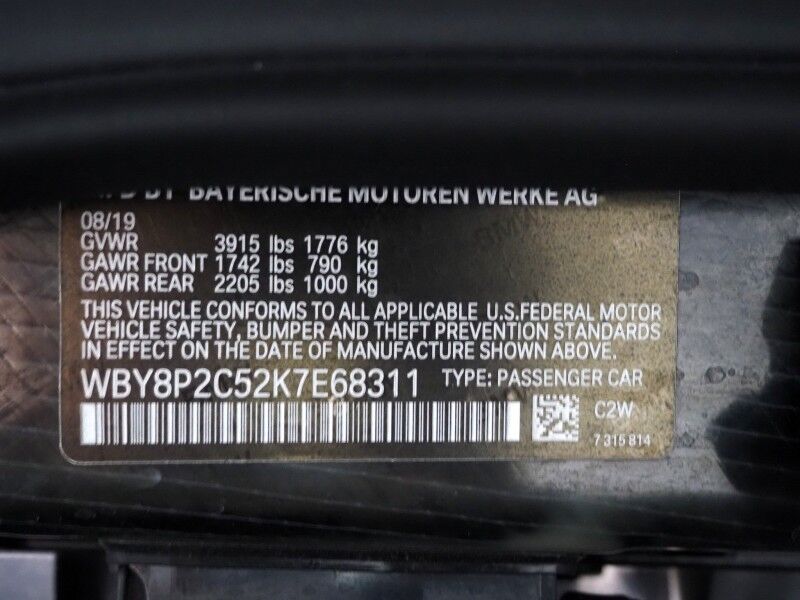 MFD BY BAYERISCHE MOTOREN WERKE AG
08/19
GVWR 3915 lbs 1776 kg
GAWR FRONT 1742 lbs 790 kg
GAWR REAR 2205 lbs 1000 kg
THIS VEHICLE CONFORMS TO ALL APPLICABLE U.S.FEDERAL MOTOR
VEHICLE SAFETY, BUMPER AND THEFT PREVENTION STANDARDS
IN EFFECT ON THE DATE OF MANUFACTURE SHOWN ABOVE.
WBY8P2C52K7E68311 TYPE: PASSENGER CAR
C2W
7 315 814